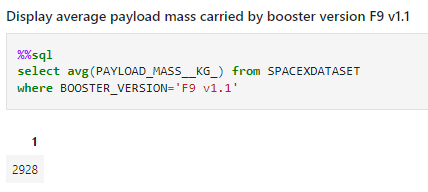 Display average payload mass carried by booster version F9 v1.1
%%sql
select avg(PAYLOAD_MASS__KG_) from SPACEXDATASET
where BOOSTER_VERSION='F9 v1.1'
1
2928